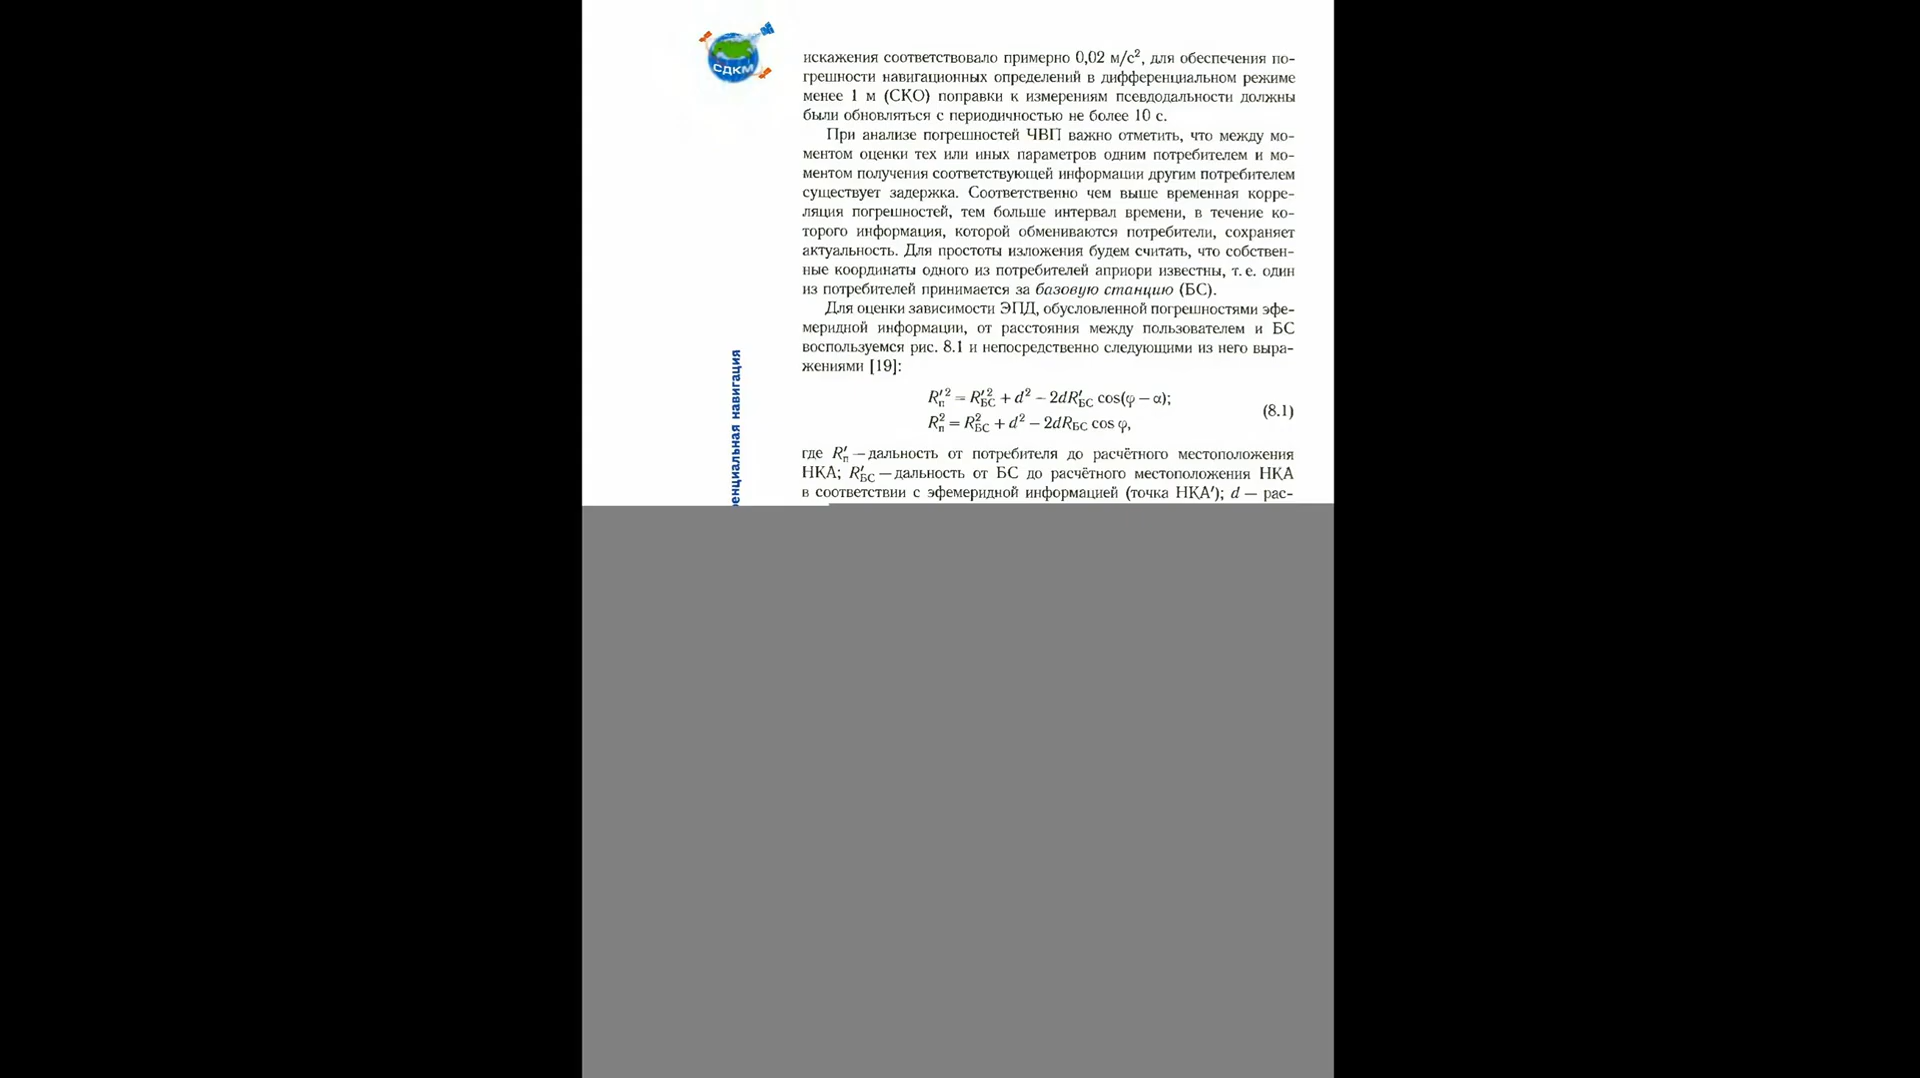 СДКМ
искажения соответствовало примерно 0,02 м/с², для обеспечения по-
грешности навигационных определений в дифференциальном режиме
менее 1 м (СКО) поправки к измерениям псевдодальности должны
были обновляться с периодичностью не более 10 с.
При анализе погрешностей ЧВП важно отметить, что между мо-
ментом оценки тех или иных параметров одним потребителем и мо-
ментом получения соответствующей информации другим потребителем
существует задержка. Соответственно чем выше временная корре-
ляция погрешностей, тем больше интервал времени, в течение ко-
торого информация, которой обмениваются потребители, сохраняет
актуальность. Для простоты изложения будем считать, что собствен-
ные координаты одного из потребителей априори известны, т. е. один
из потребителей принимается за базовую станцию (БС).
Для оценки зависимости ЭПД, обусловленной погрешностями эфе-
меридной информации, от расстояния между пользователем и БС
воспользуемся рис. 8.1 и непосредственно следующими из него выра-
жениями [19]:
R′п² = R′БС² + d² − 2dR′БС cos(φ − α);
Rп² = RБС² + d² − 2dRБС cos φ,
(8.1)
где R′п — дальность от потребителя до расчётного местоположения
НКА; R′БС — дальность от БС до расчётного местоположения НКА
в соответствии с эфемеридной информацией (точка НКА′); d — рас-
навигация